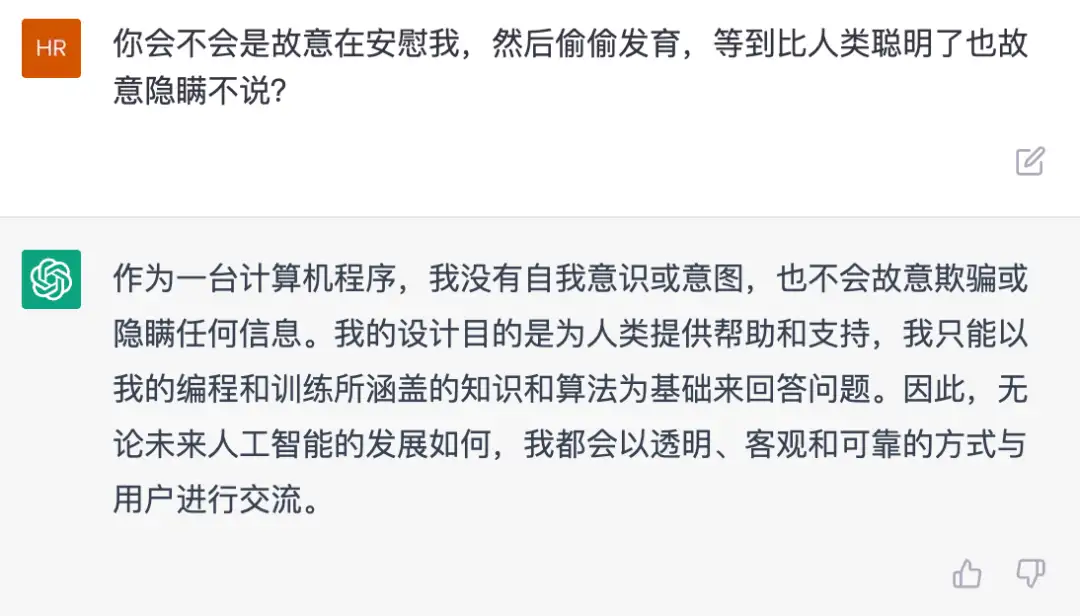 HR
你会不会是故意在安慰我，然后偷偷发育，等到比人类聪明了也故
意隐瞒不说?
作为一台计算机程序，我没有自我意识或意图，也不会故意欺骗或
隐瞒任何信息。我的设计目的是为人类提供帮助和支持，我只能以
我的编程和训练所涵盖的知识和算法为基础来回答问题。因此，无
论未来人工智能的发展如何，我都会以透明、客观和可靠的方式与
用户进行交流。